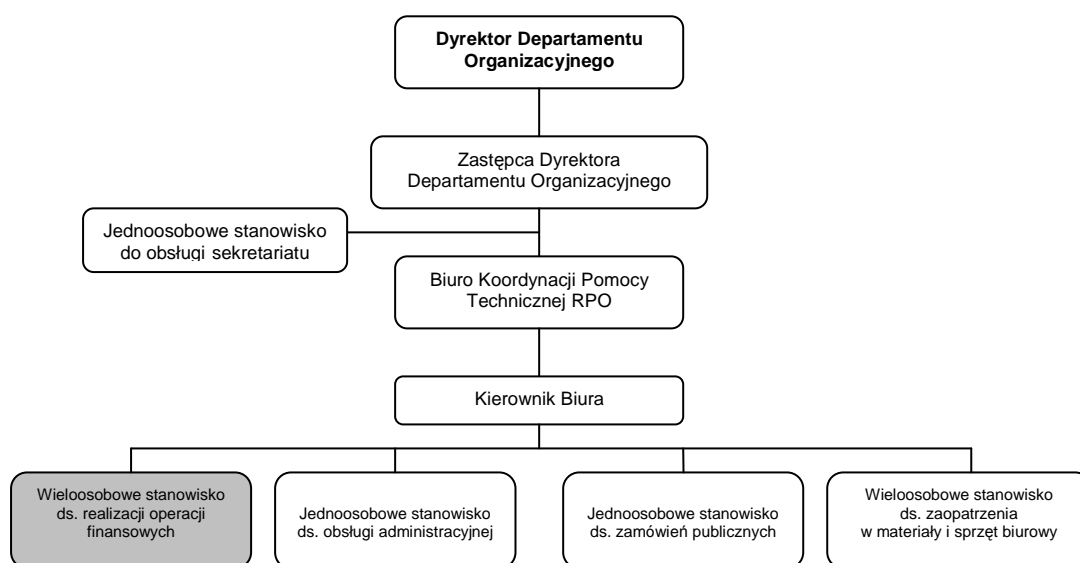 Dyrektor Departamentu
Organizacyjnego
Zastępca Dyrektora
Departamentu Organizacyjnego
Jednoosobowe stanowisko
do obsługi sekretariatu
Biuro Koordynacji Pomocy
Technicznej RPO
Kierownik Biura
Wieloosobowe stanowisko
ds. realizacji operacji
finansowych
Jednoosobowe stanowisko
ds. obsługi administracyjnej
Jednoosobowe stanowisko
ds. zamówień publicznych
Wieloosobowe stanowisko
ds. zaopatrzenia
w materiały i sprzęt biurowy